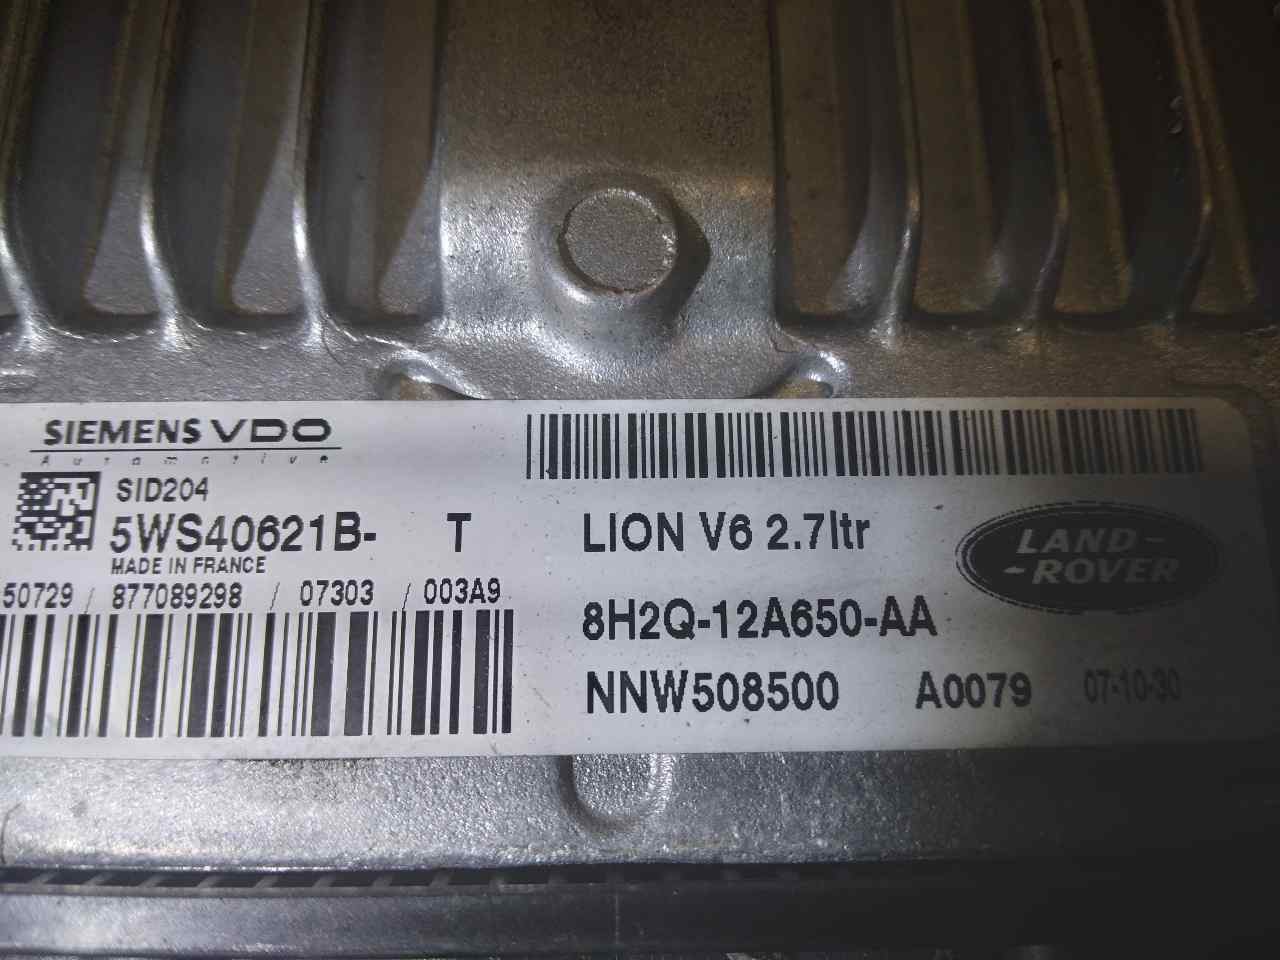 SIEMENS VDO
Automotive
SID204
5WS40621B- T
MADE IN FRANCE
50729 / 877089298 / 07303 / 003A9
LION V6 2.7ltr
LAND-
-ROVER
8H2Q-12A650-AA
NNW508500 A0079 07-10-30